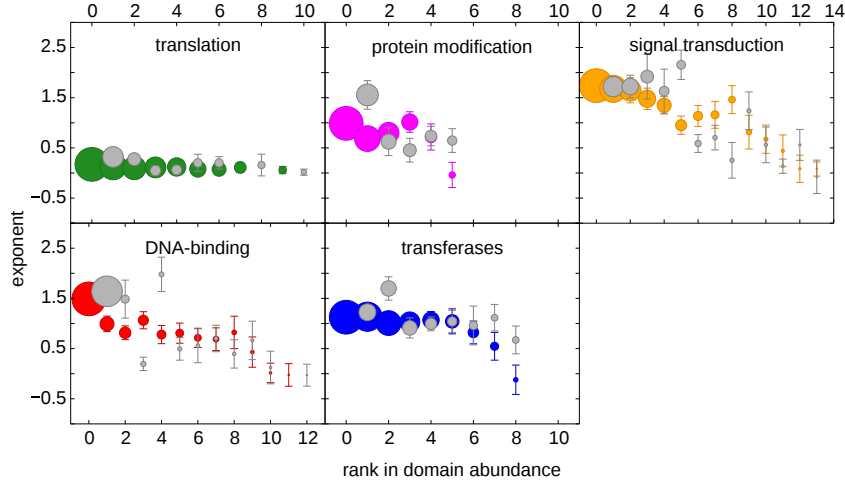 0 2 4 6 8 10 0 2 4 6 8 10 0 2 4 6 8 10 12 14
translation protein modification signal transduction
2.5
1.5
0.5
−0.5
exponent
DNA-binding transferases
2.5
1.5
0.5
−0.5
0 2 4 6 8 10 12 0 2 4 6 8 10
rank in domain abundance